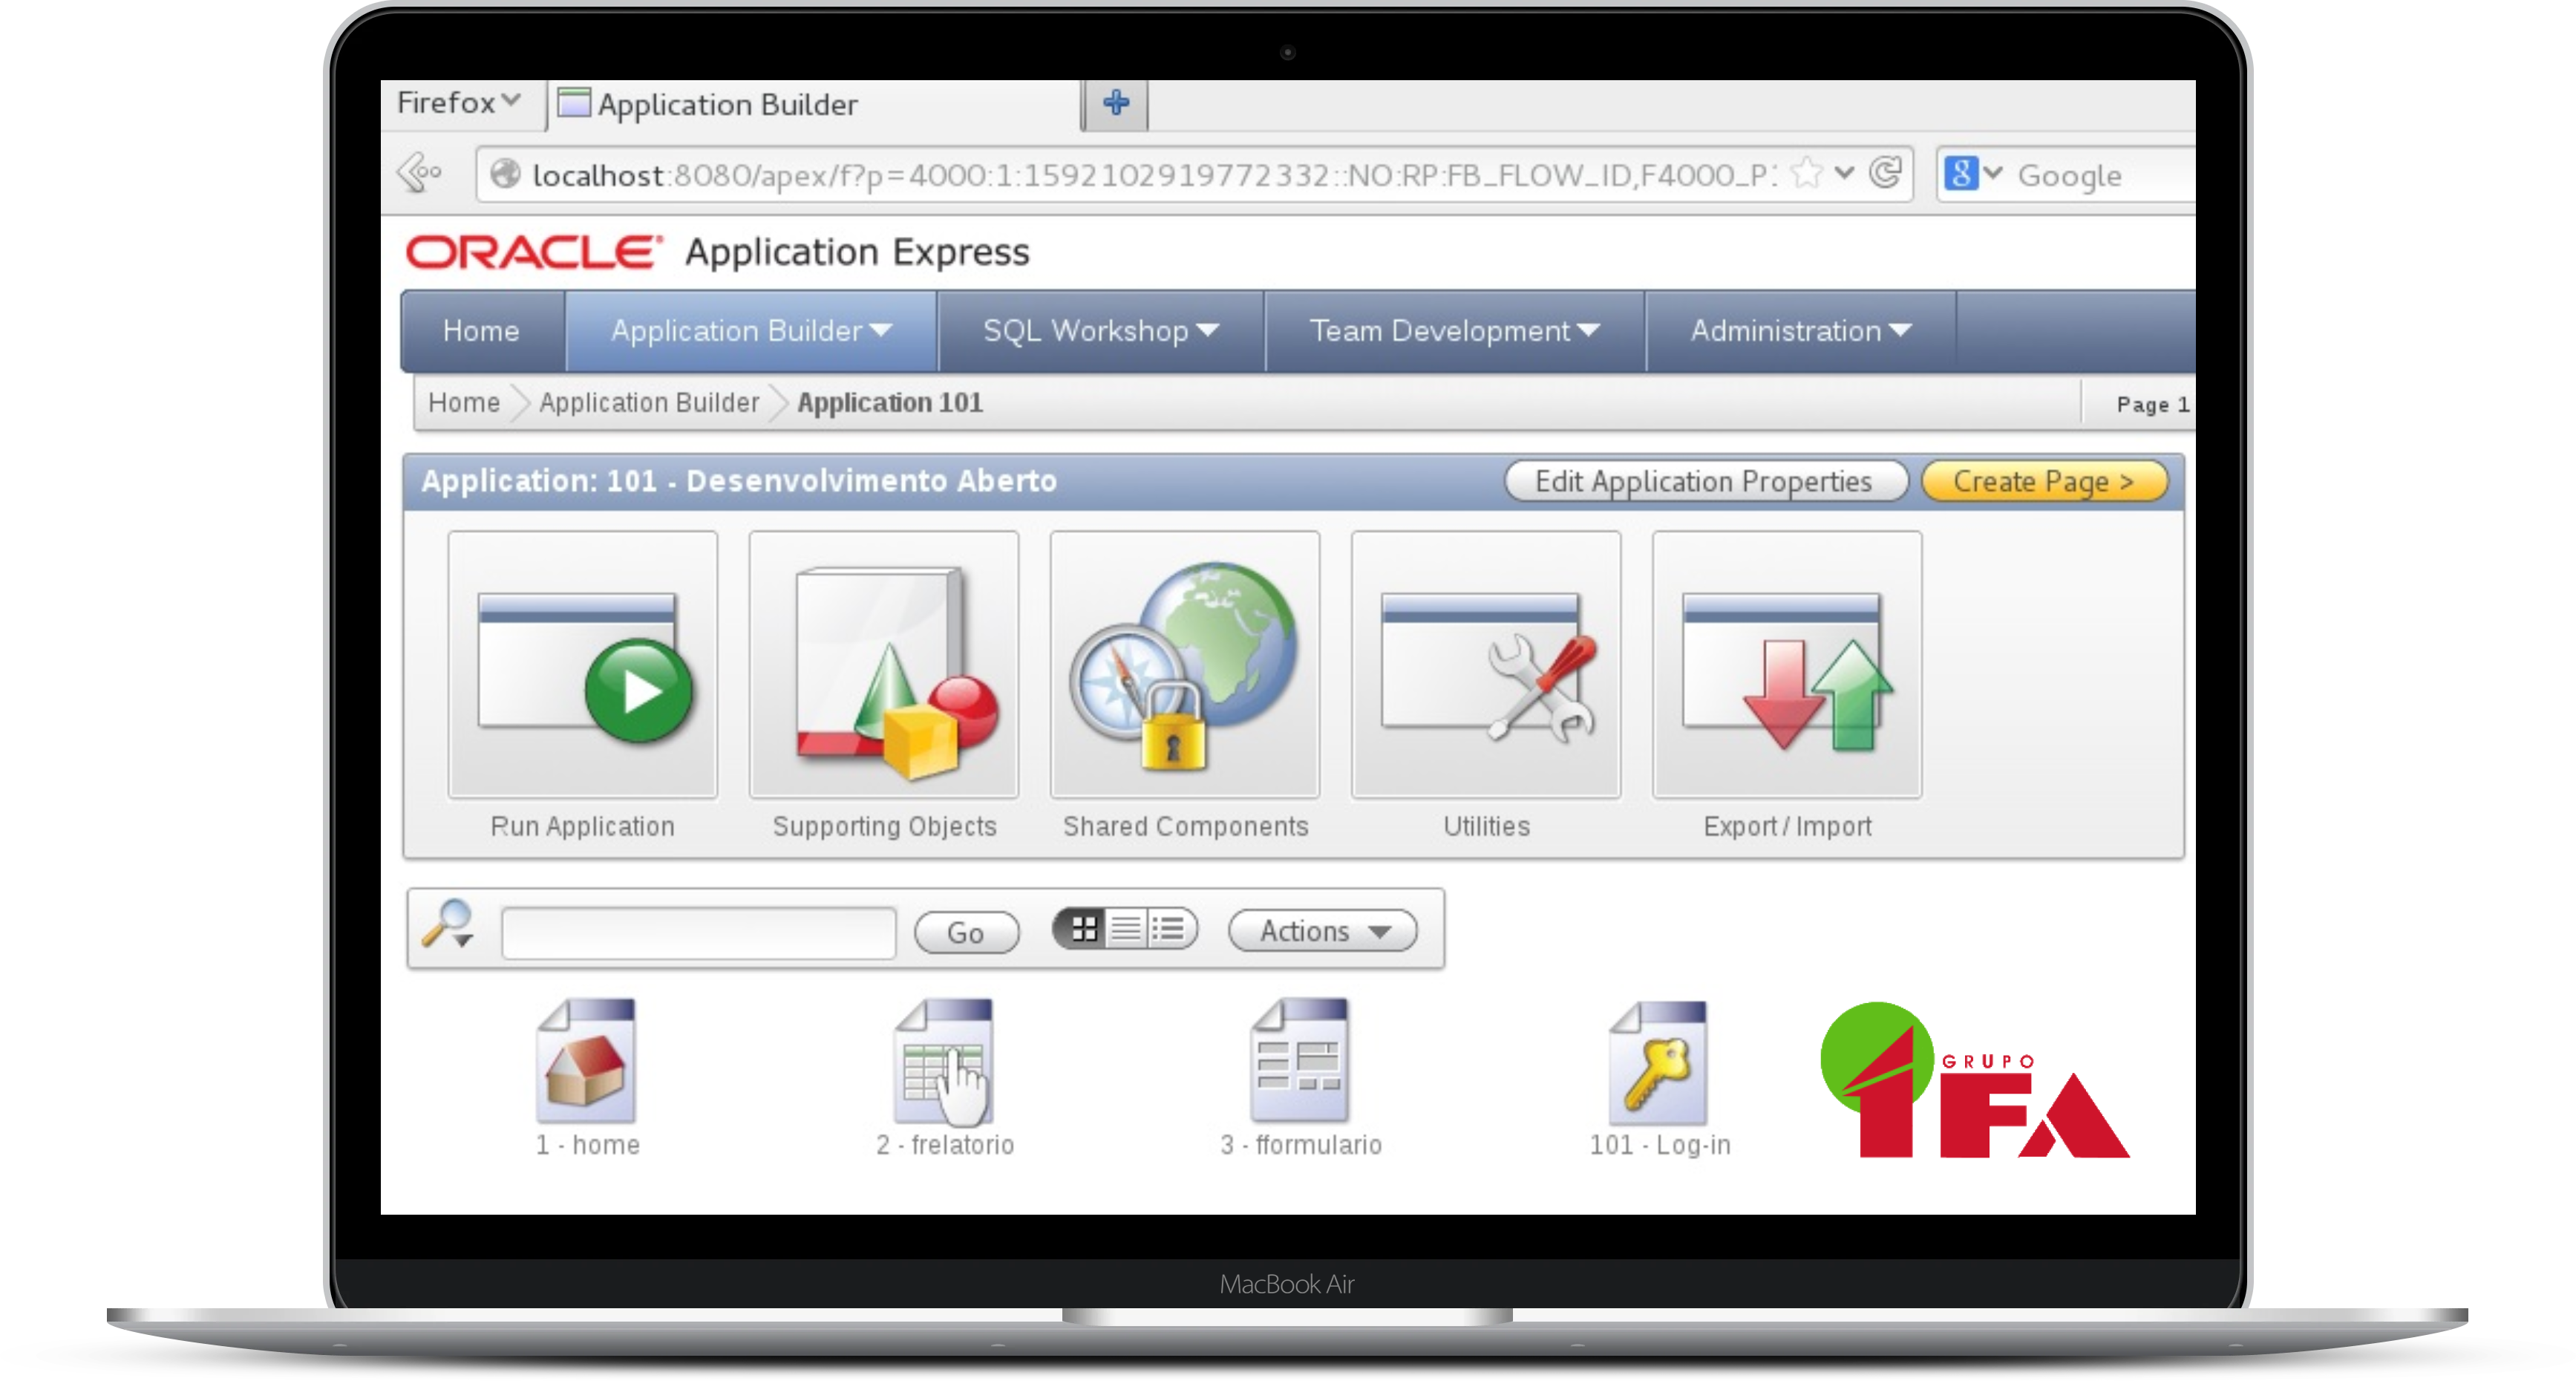 Firefox Application Builder
localhost:8080/apex/f?p=4000:1:1592102919772332::NO:RP:FB_FLOW_ID,F4000_P1 Google
ORACLE Application Express
Home Application Builder SQL Workshop Team Development Administration
Home Application Builder Application 101 Page 1
Application: 101 - Desenvolvimento Aberto Edit Application Properties Create Page >
Run Application Supporting Objects Shared Components Utilities Export / Import
Go Actions
GRUPO
1FA
1 - home 2 - frelatorio 3 - fformulario 101 - Log-in
MacBook Air